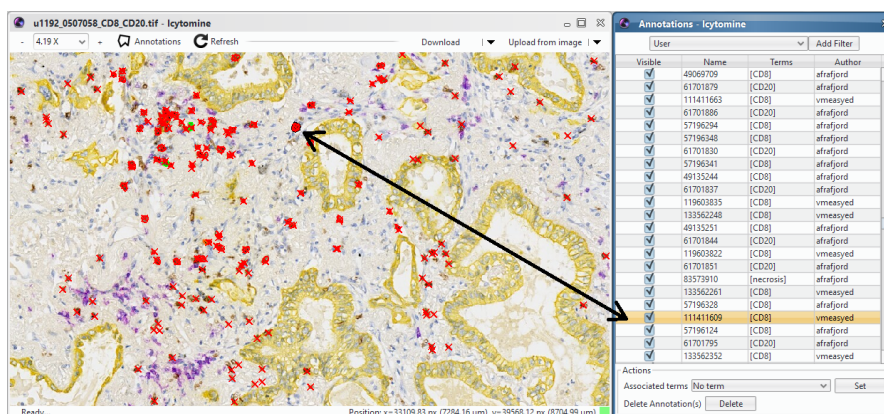 u1192_0507058_CD8_CD20.tif - Icytomine
- 4.19 X + Annotations Refresh Download Upload from image
Ready Position: x=33109.83 px (7284.16 um), y=39568.12 px (8704.99 um)
Annotations - Icytomine
User Add Filter
Visible Name Terms Author
49069709 [CD8] afrafjord
61701879 [CD20] afrafjord
111411663 [CD8] vmeasyed
61701886 [CD20] afrafjord
57196294 [CD8] afrafjord
57196348 [CD8] afrafjord
61701830 [CD20] afrafjord
57196341 [CD8] afrafjord
49135244 [CD8] afrafjord
61701837 [CD20] afrafjord
119603835 [CD8] vmeasyed
133562248 [CD8] vmeasyed
49135251 [CD8] afrafjord
61701844 [CD20] afrafjord
119603822 [CD8] vmeasyed
61701851 [CD20] afrafjord
83573910 [necrosis] afrafjord
133562261 [CD8] vmeasyed
57196328 [CD8] afrafjord
111411609 [CD8] vmeasyed
57196124 [CD8] afrafjord
61701795 [CD20] afrafjord
133562352 [CD8] vmeasyed
Actions
Associated terms No term Set
Delete Annotation(s) Delete